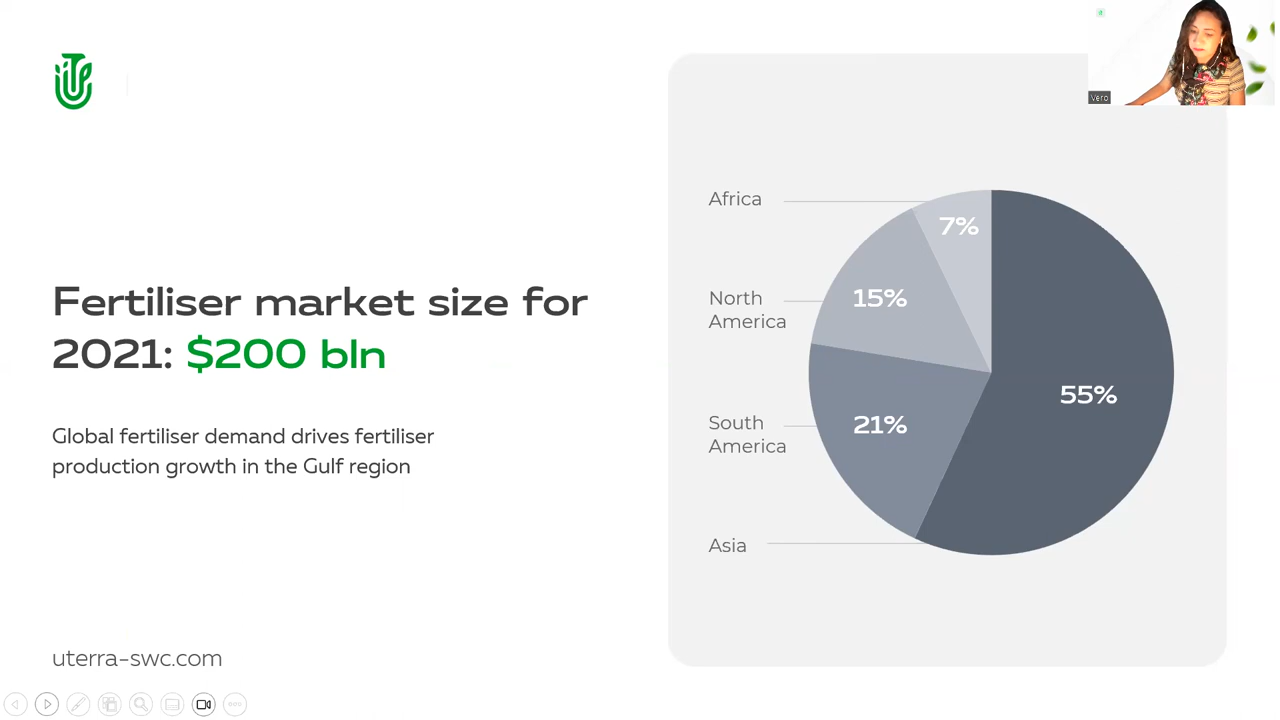 Vero
Africa
7%
North
America
15%
Fertiliser market size for
2021: $200 bln
55%
South
America
21%
Global fertiliser demand drives fertiliser
production growth in the Gulf region
Asia
uterra-swc.com